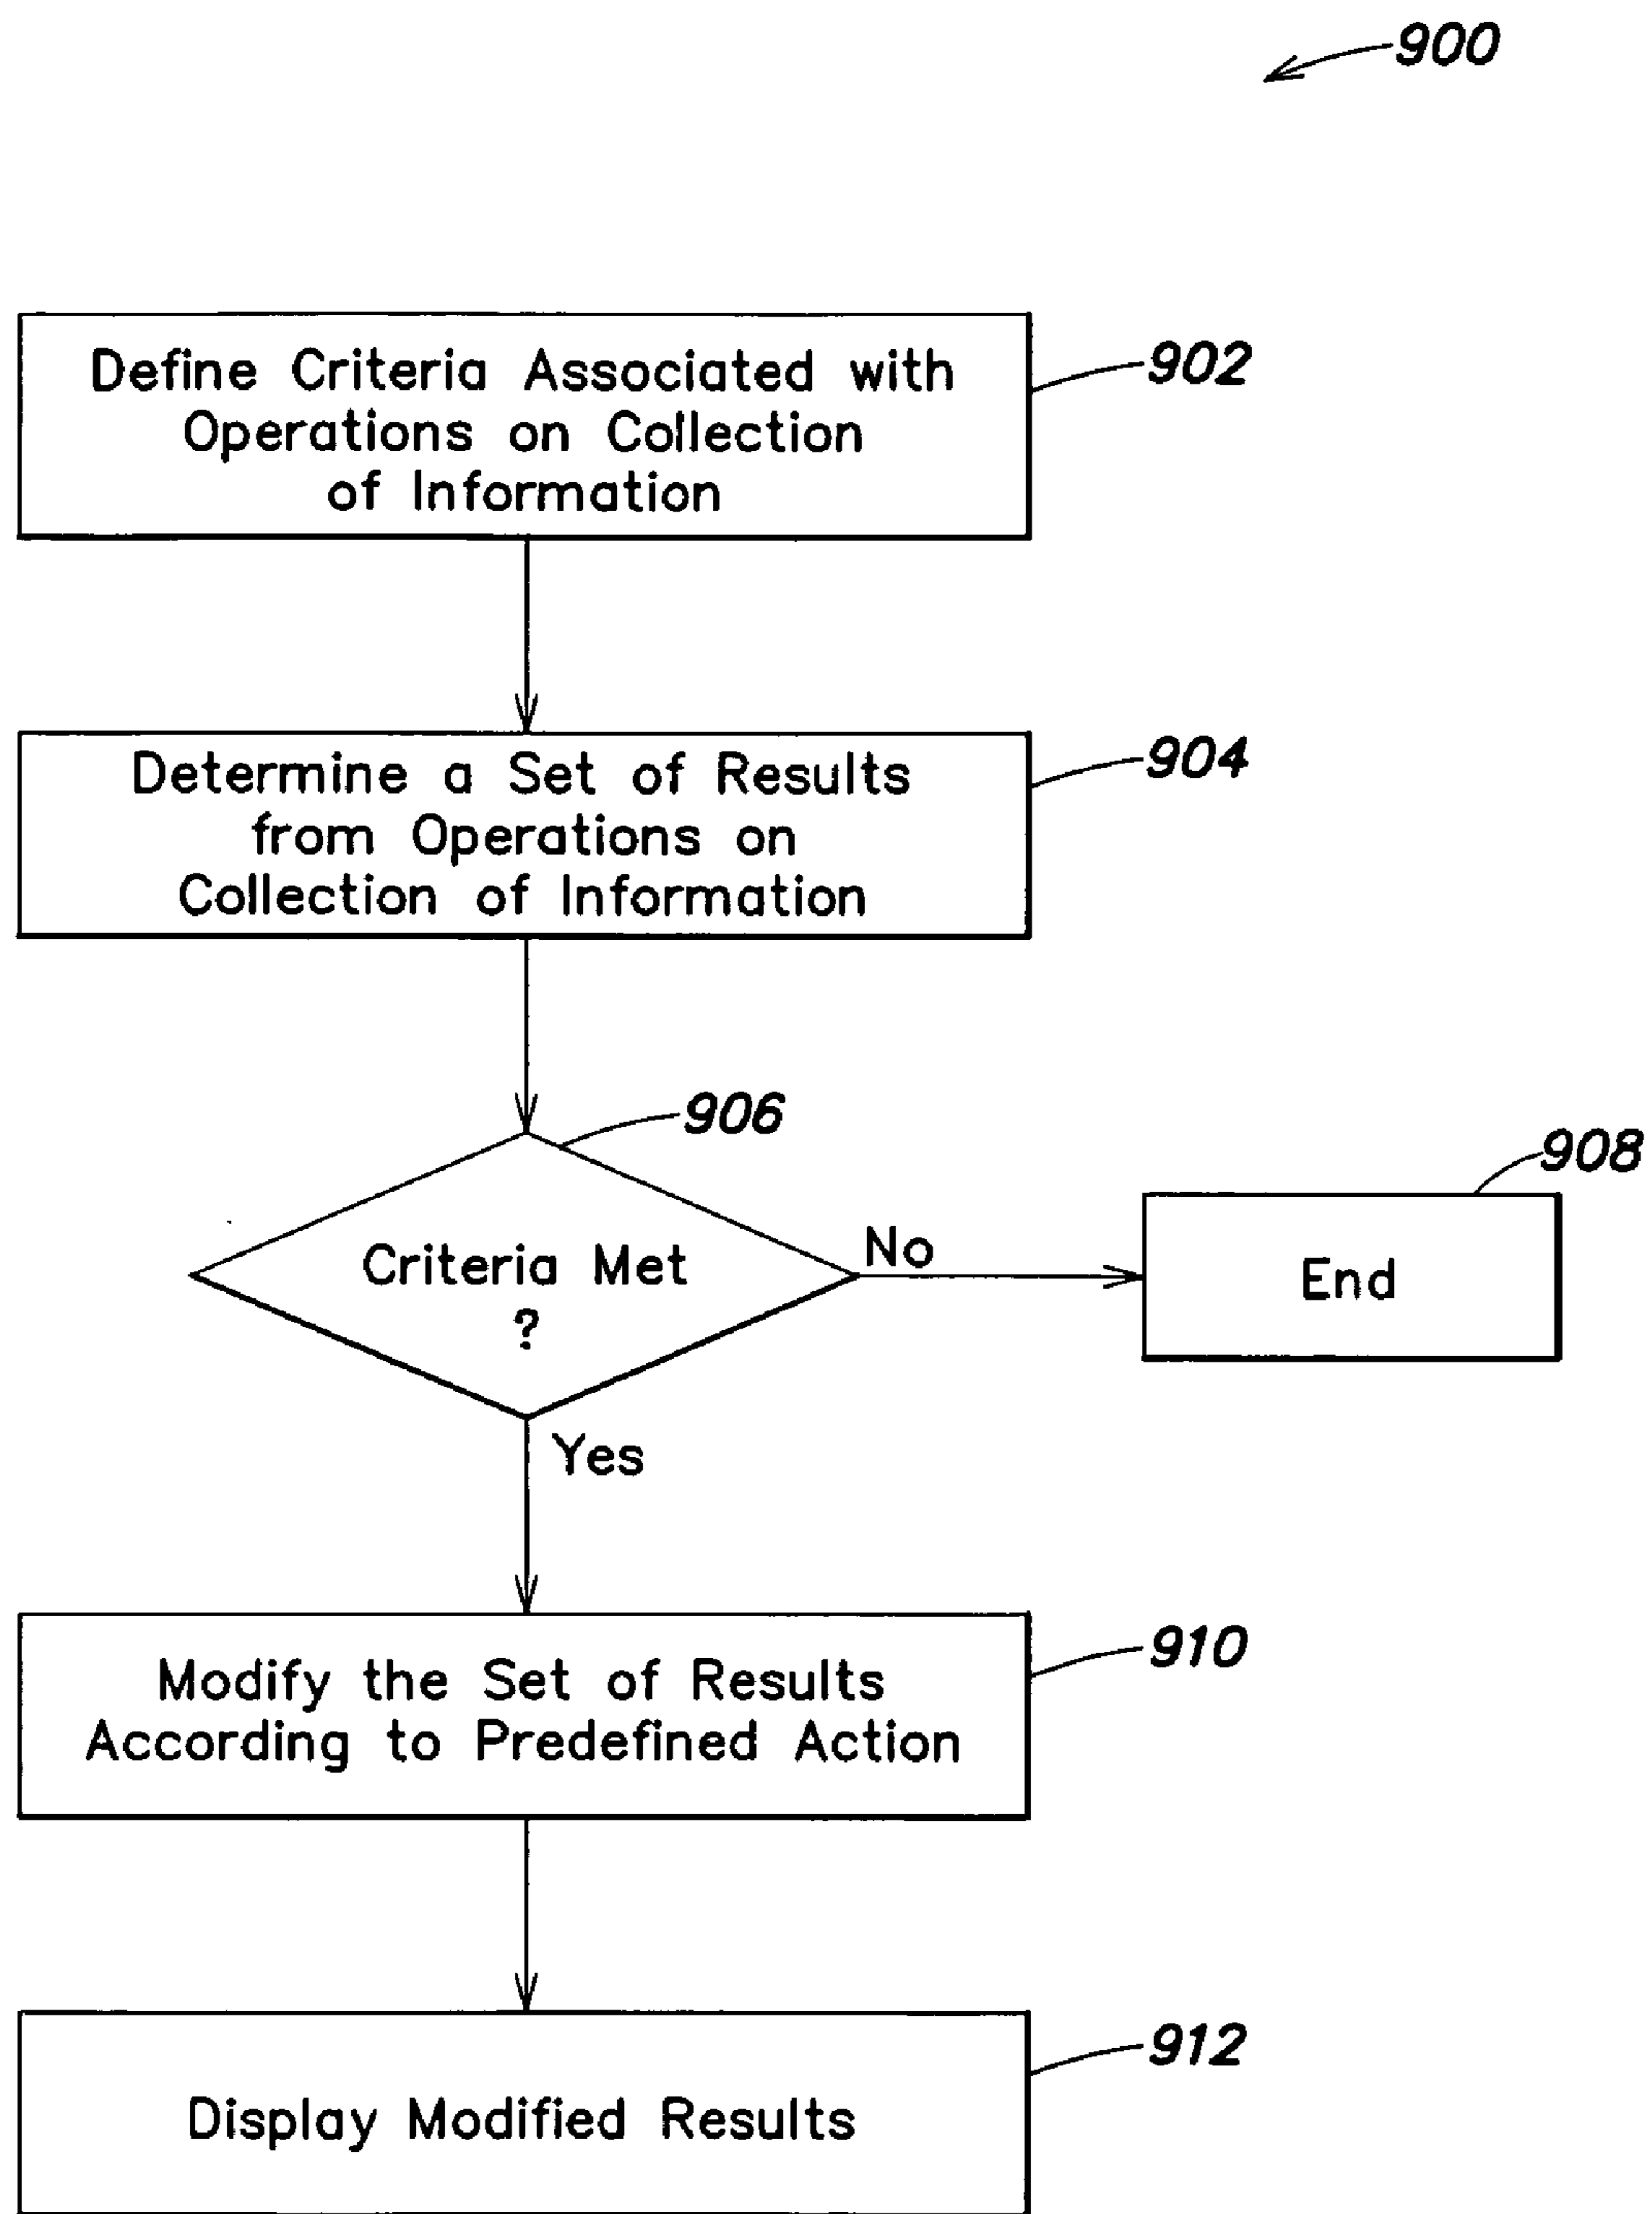 900
Define Criteria Associated with
Operations on Collection
of Information
902
Determine a Set of Results
from Operations on
Collection of Information
904
906
Criteria Met
?
No
908
End
Yes
Modify the Set of Results
According to Predefined Action
910
Display Modified Results
912